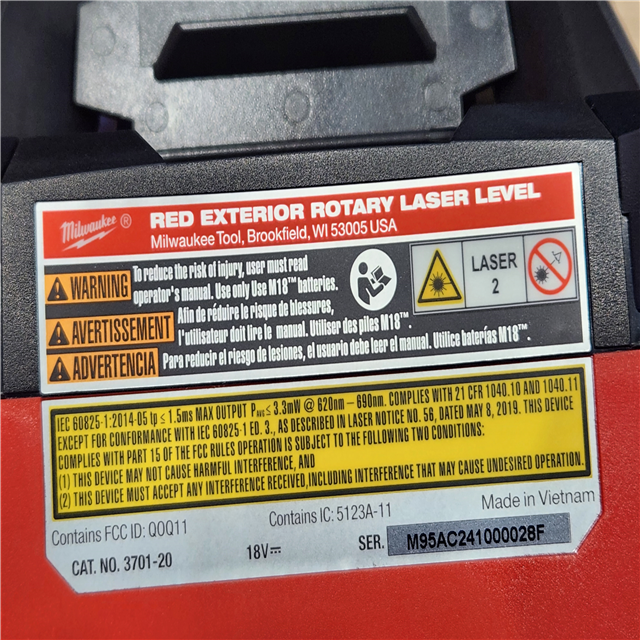 Milwaukee ® RED EXTERIOR ROTARY LASER LEVEL
Milwaukee Tool, Brookfield, WI 53005 USA
WARNING To reduce the risk of injury, user must read
operator's manual. Use only Use M18™ batteries.
AVERTISSEMENT Afin de réduire le risque de blessures,
l'utilisateur doit lire le manual. Utiliser des piles M18™.
ADVERTENCIA Para reducir el riesgo de lesiones, el usuario debe leer el manual. Utilice baterías M18™.
LASER
2
IEC 60825-1:2014-05 tp ≤ 1.5ms MAX OUTPUT PAVG ≤ 3.3mW @ 620nm – 690nm. COMPLIES WITH 21 CFR 1040.10 AND 1040.11
EXCEPT FOR CONFORMANCE WITH IEC 60825-1 ED. 3., AS DESCRIBED IN LASER NOTICE NO. 56, DATED MAY 8, 2019. THIS DEVICE
COMPLIES WITH PART 15 OF THE FCC RULES OPERATION IS SUBJECT TO THE FOLLOWING TWO CONDITIONS:
(1) THIS DEVICE MAY NOT CAUSE HARMFUL INTERFERENCE, AND
(2) THIS DEVICE MUST ACCEPT ANY INTERFERENCE RECEIVED,INCLUDING INTERFERENCE THAT MAY CAUSE UNDESIRED OPERATION.
Contains FCC ID: QOQ11 Contains IC: 5123A-11 Made in Vietnam
CAT. NO. 3701-20 18V⎓ SER. M95AC241000028F